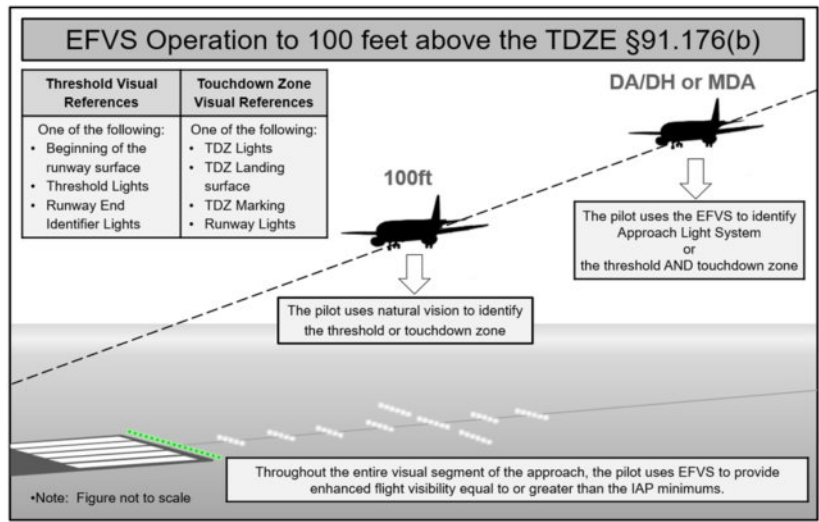 EFVS Operation to 100 feet above the TDZE §91.176(b)
Threshold Visual
References
One of the following:
• Beginning of the
runway surface
• Threshold Lights
• Runway End
Identifier Lights
Touchdown Zone
Visual References
One of the following:
• TDZ Lights
• TDZ Landing
surface
• TDZ Marking
• Runway Lights
DA/DH or MDA
The pilot uses the EFVS to identify
Approach Light System
or
the threshold AND touchdown zone
100ft
The pilot uses natural vision to identify
the threshold or touchdown zone
Throughout the entire visual segment of the approach, the pilot uses EFVS to provide
enhanced flight visibility equal to or greater than the IAP minimums.
•Note: Figure not to scale